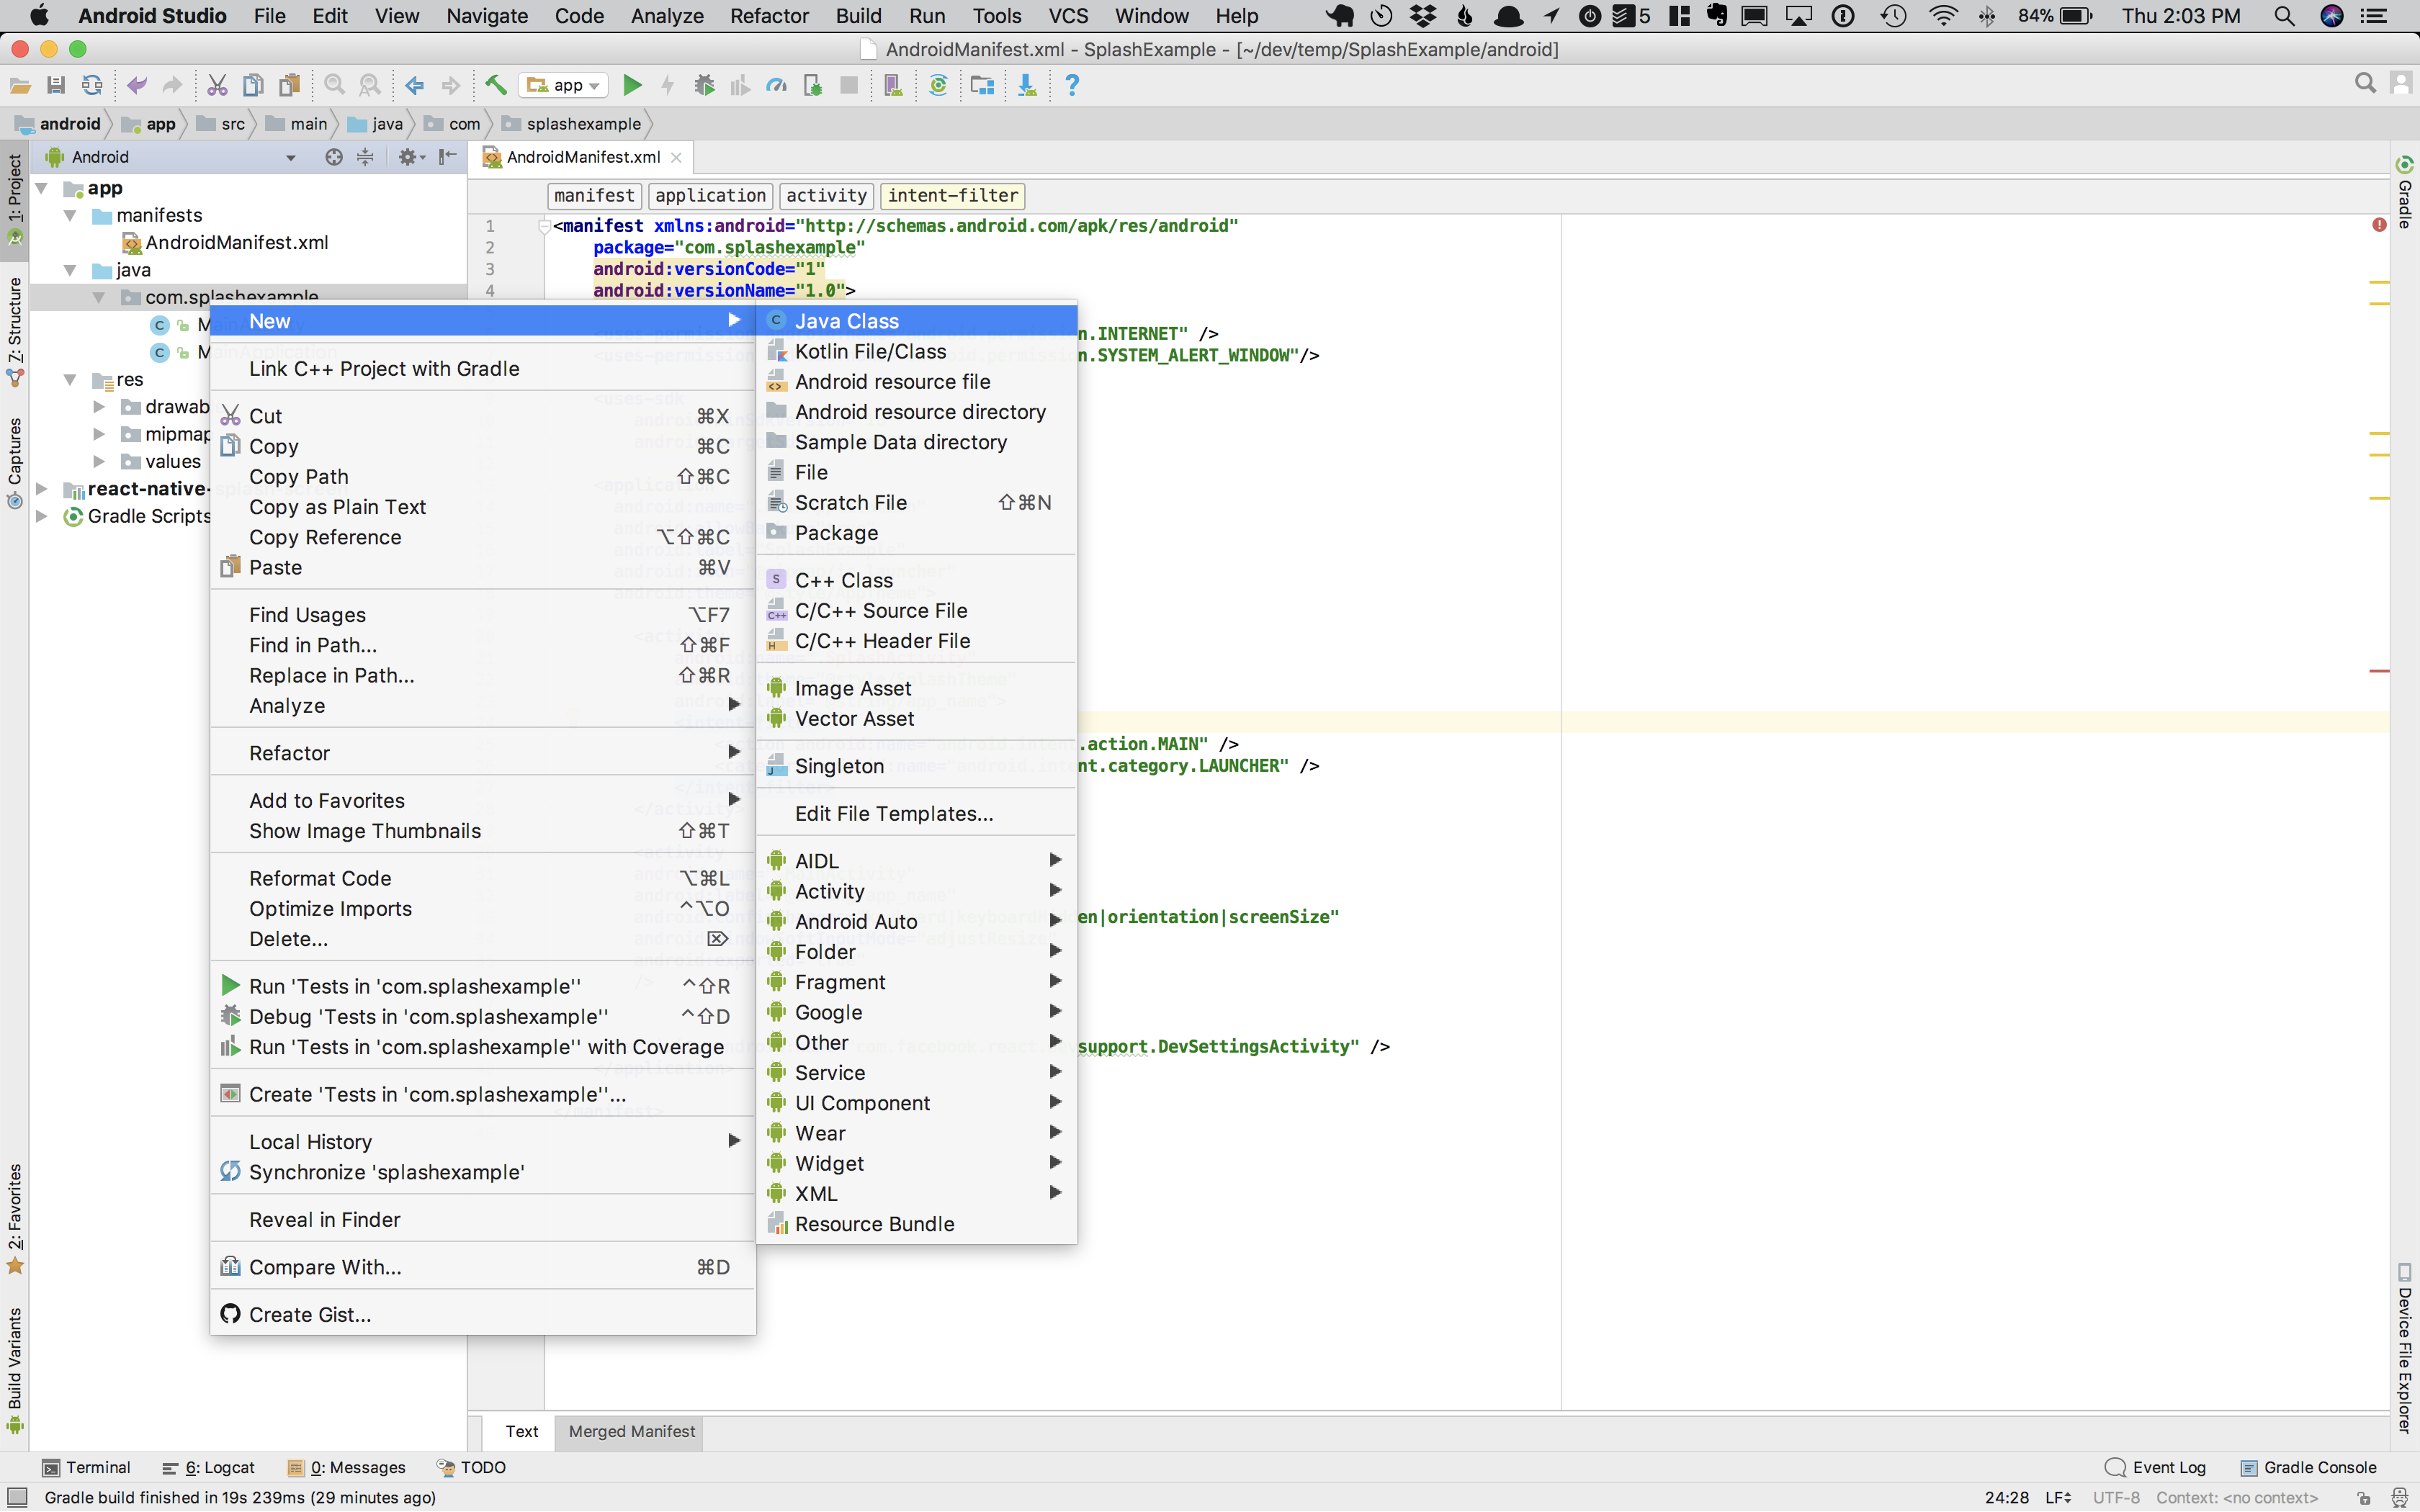 Android Studio File Edit View Navigate Code Analyze Refactor Build Run Tools VCS Window Help 5 84% Thu 2:03 PM
AndroidManifest.xml - SplashExample - [~/dev/temp/SplashExample/android]
app
android app src main java com splashexample
1: Project
7: Structure
Captures
2: Favorites
Build Variants
Android
app
manifests
AndroidManifest.xml
java
com.splashexample
MainApplication
res
drawab
mipmap
values
react-native-splash-screen
Gradle Scripts
AndroidManifest.xml
manifest application activity intent-filter
1 <manifest xmlns:android="http://schemas.android.com/apk/res/android"
2 package="com.splashexample"
3 android:versionCode="1"
4 android:versionName="1.0">
n.INTERNET" />
n.SYSTEM_ALERT_WINDOW"/>
.action.MAIN" />
nt.category.LAUNCHER" />
en|orientation|screenSize"
support.DevSettingsActivity" />
New
Link C++ Project with Gradle
Cut ⌘X
Copy ⌘C
Copy Path ⇧⌘C
Copy as Plain Text
Copy Reference ⌥⇧⌘C
Paste ⌘V
Find Usages ⌥F7
Find in Path... ⇧⌘F
Replace in Path... ⇧⌘R
Analyze
Refactor
Add to Favorites
Show Image Thumbnails ⇧⌘T
Reformat Code ⌥⌘L
Optimize Imports ^⌥O
Delete... ⌦
Run 'Tests in 'com.splashexample'' ^⇧R
Debug 'Tests in 'com.splashexample'' ^⇧D
Run 'Tests in 'com.splashexample'' with Coverage
Create 'Tests in 'com.splashexample''...
Local History
Synchronize 'splashexample'
Reveal in Finder
Compare With... ⌘D
Create Gist...
Java Class
Kotlin File/Class
Android resource file
Android resource directory
Sample Data directory
File
Scratch File ⇧⌘N
Package
C++ Class
C/C++ Source File
C/C++ Header File
Image Asset
Vector Asset
Singleton
Edit File Templates...
AIDL
Activity
Android Auto
Folder
Fragment
Google
Other
Service
UI Component
Wear
Widget
XML
Resource Bundle
Gradle
Device File Explorer
Text Merged Manifest
Terminal 6: Logcat 0: Messages TODO Event Log Gradle Console
Gradle build finished in 19s 239ms (29 minutes ago) 24:28 LF UTF-8 Context: <no context>